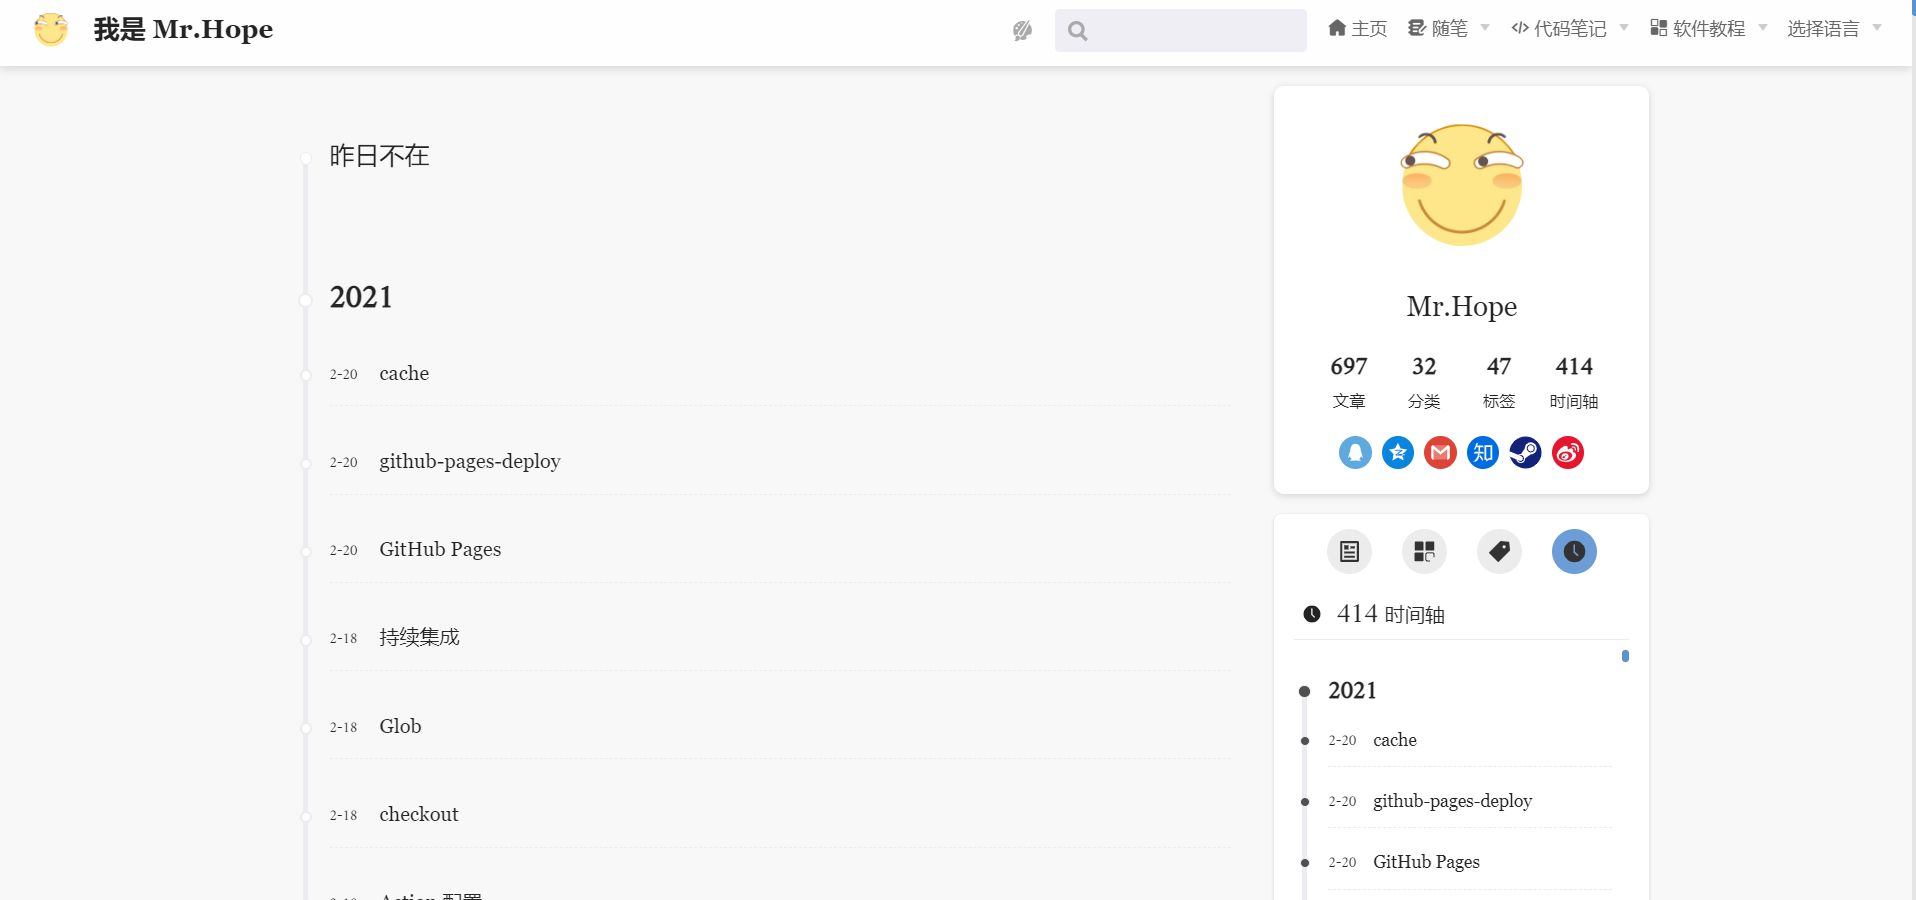 我是 Mr.Hope
主页 随笔 代码笔记 软件教程 选择语言
昨日不在
2021
2-20 cache
2-20 github-pages-deploy
2-20 GitHub Pages
2-18 持续集成
2-18 Glob
2-18 checkout
Action 配置
Mr.Hope
697 32 47 414
文章 分类 标签 时间轴
知
414 时间轴
2021
2-20 cache
2-20 github-pages-deploy
2-20 GitHub Pages